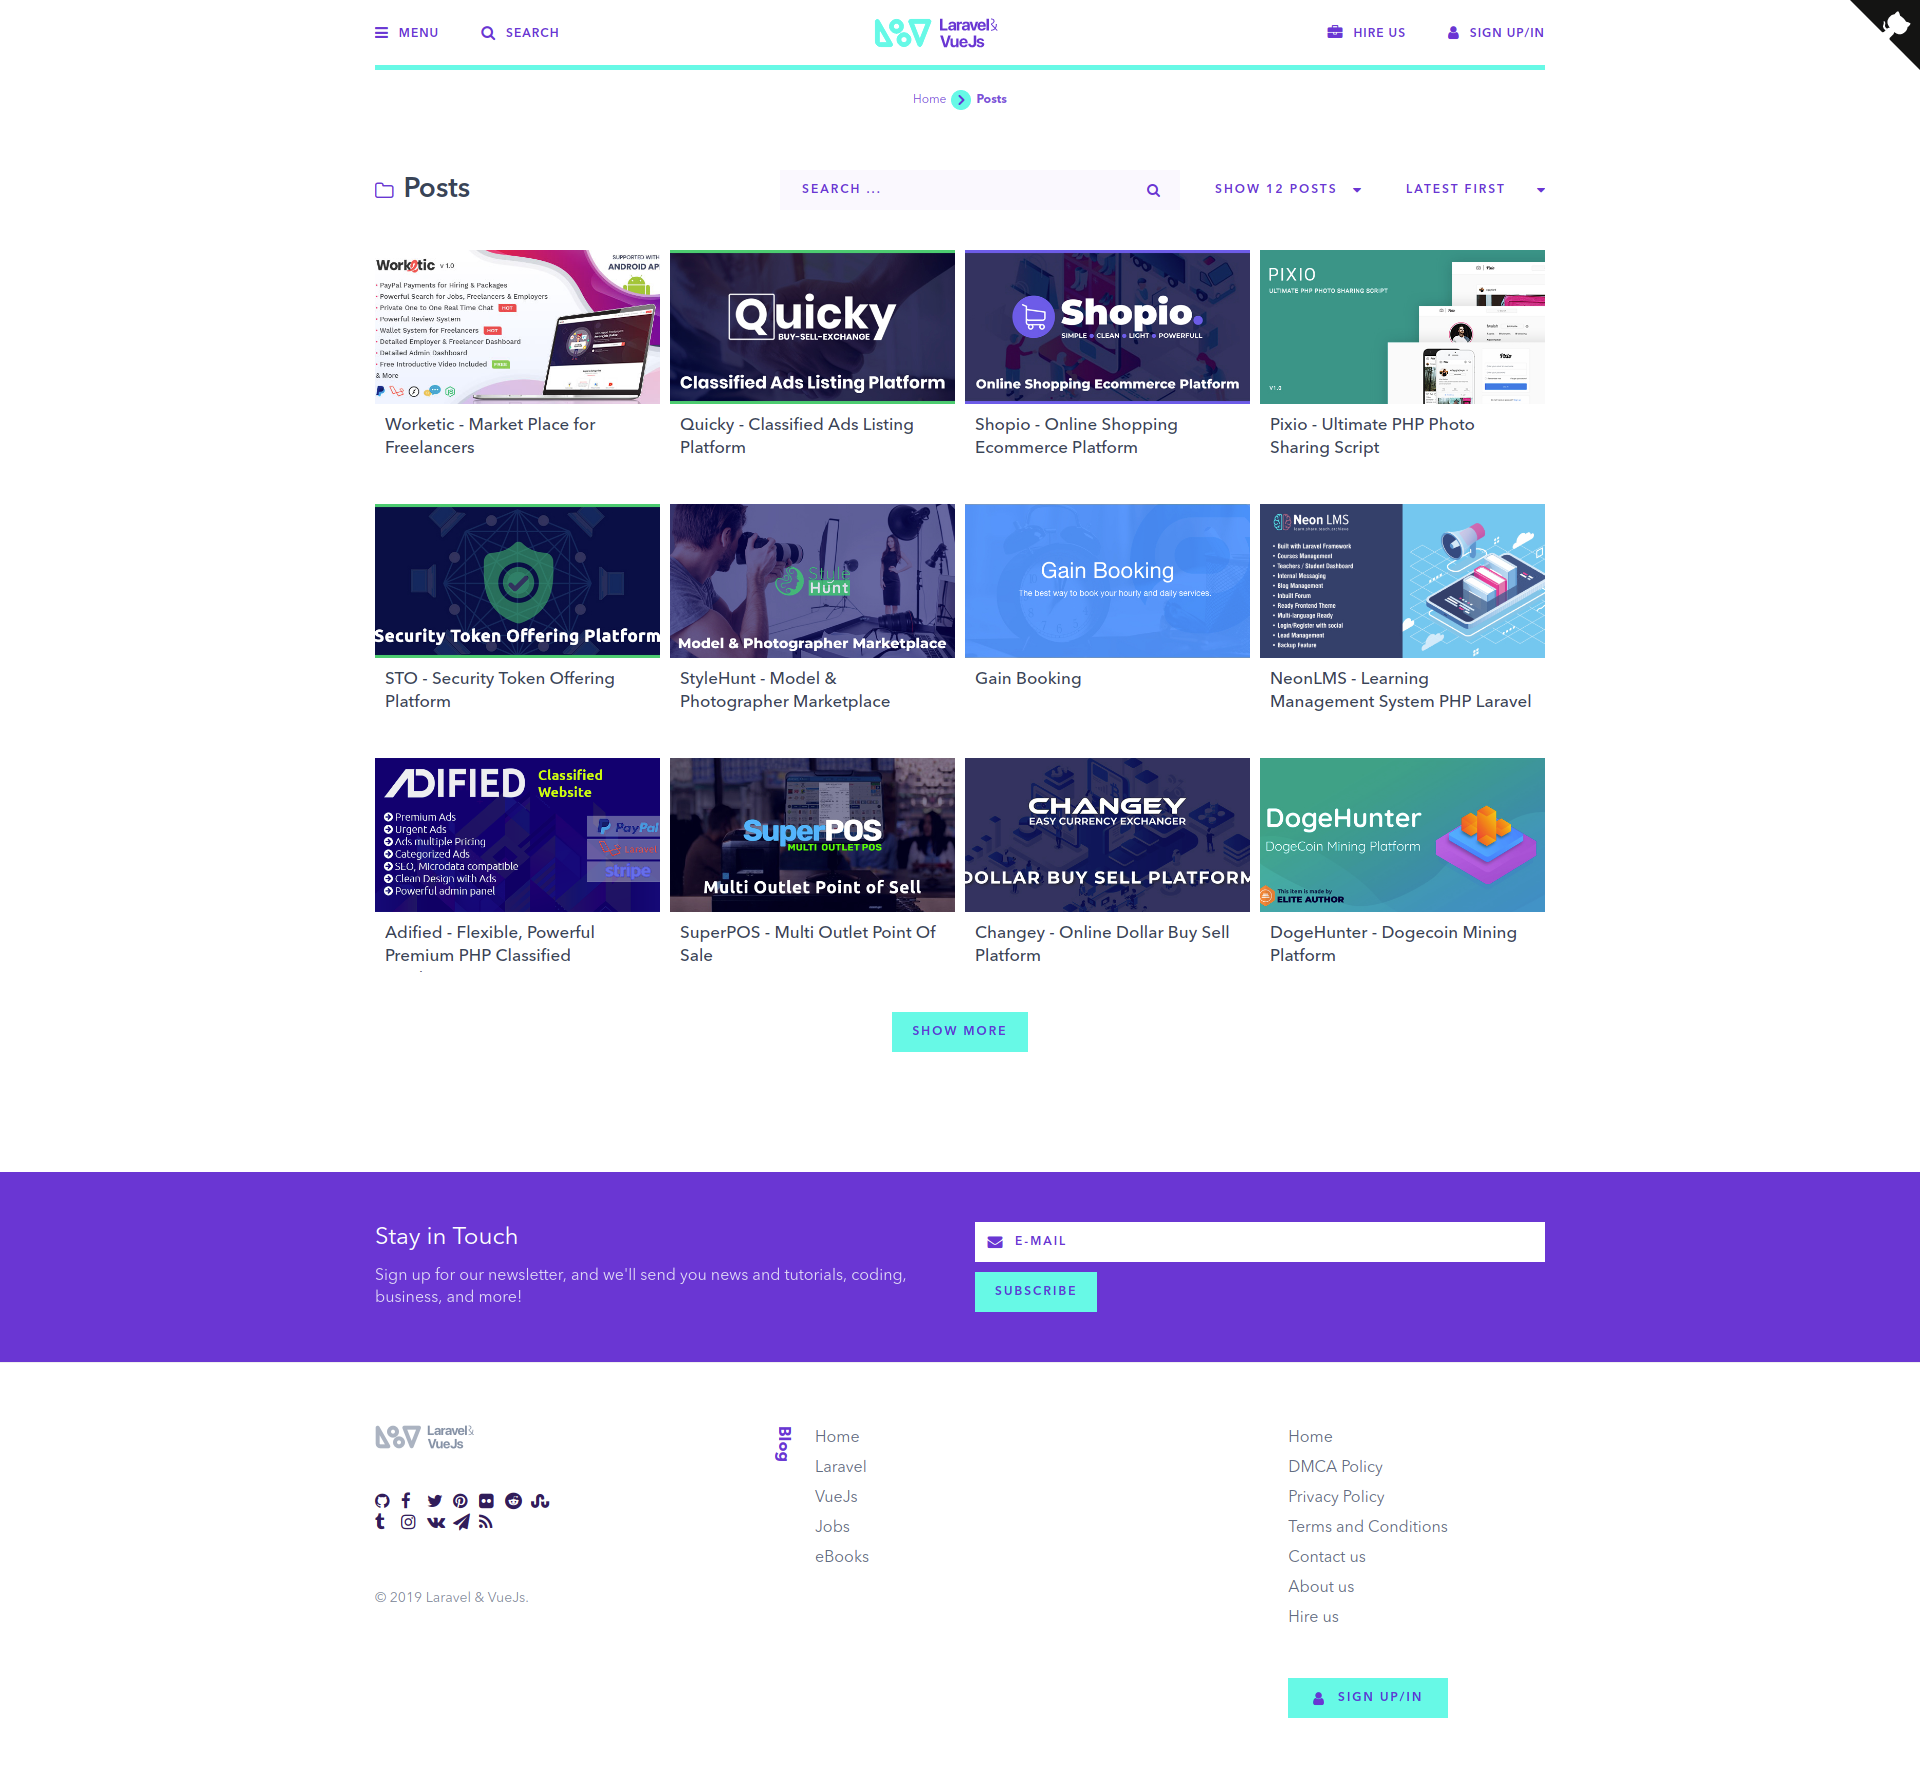 MENU
SEARCH
Laravel&
VueJs
HIRE US
SIGN UP/IN
Home
Posts
Posts
SEARCH ...
SHOW 12 POSTS
LATEST FIRST
Worketic v 1.0
SUPPORTED WITH
ANDROID AP
• PayPal Payments for Hiring & Packages
• Powerful Search for Jobs, Freelancers & Employers
• Private One to One Real Time Chat HOT
• Powerful Review System
• Wallet System for Freelancers HOT
• Detailed Employer & Freelancer Dashboard
• Detailed Admin Dashboard
• Free Introductive Video Included FREE
& More
Worketic - Market Place for
Freelancers
Quicky
BUY-SELL-EXCHANGE
Classified Ads Listing Platform
Quicky - Classified Ads Listing
Platform
Shopio.
SIMPLE • CLEAN • LIGHT • POWERFULL
Online Shopping Ecommerce Platform
Shopio - Online Shopping
Ecommerce Platform
PIXIO
ULTIMATE PHP PHOTO SHARING SCRIPT
V1.0
Pixio - Ultimate PHP Photo
Sharing Script
Security Token Offering Platform
STO - Security Token Offering
Platform
Style
Hunt
Model & Photographer Marketplace
StyleHunt - Model &
Photographer Marketplace
Gain Booking
The best way to book your hourly and daily services.
Gain Booking
Neon LMS
learn share teach achieve
• Built with Laravel Framework
• Courses Management
• Teachers / Student Dashboard
• Internal Messaging
• Blog Management
• Inbuilt Forum
• Ready Frontend Theme
• Multi-language Ready
• Login/Register with social
• Lead Management
• Backup Feature
NeonLMS - Learning
Management System PHP Laravel
ADIFIED
Classified
Website
Premium Ads
Urgent Ads
Ads multiple Pricing
Categorized Ads
SEO, Microdata compatible
Clean Design with Ads
Powerful admin panel
PayPal
Laravel
stripe
Adified - Flexible, Powerful
Premium PHP Classified
SuperPOS
MULTI OUTLET POS
Multi Outlet Point of Sell
SuperPOS - Multi Outlet Point Of
Sale
CHANGEY
EASY CURRENCY EXCHANGER
DOLLAR BUY SELL PLATFORM
Changey - Online Dollar Buy Sell
Platform
DogeHunter
DogeCoin Mining Platform
This item is made by
ELITE AUTHOR
DogeHunter - Dogecoin Mining
Platform
SHOW MORE
Stay in Touch
Sign up for our newsletter, and we'll send you news and tutorials, coding,
business, and more!
E-MAIL
SUBSCRIBE
Laravel&
VueJs
© 2019 Laravel & VueJs.
Blog
Home
Laravel
VueJs
Jobs
eBooks
Home
DMCA Policy
Privacy Policy
Terms and Conditions
Contact us
About us
Hire us
SIGN UP/IN